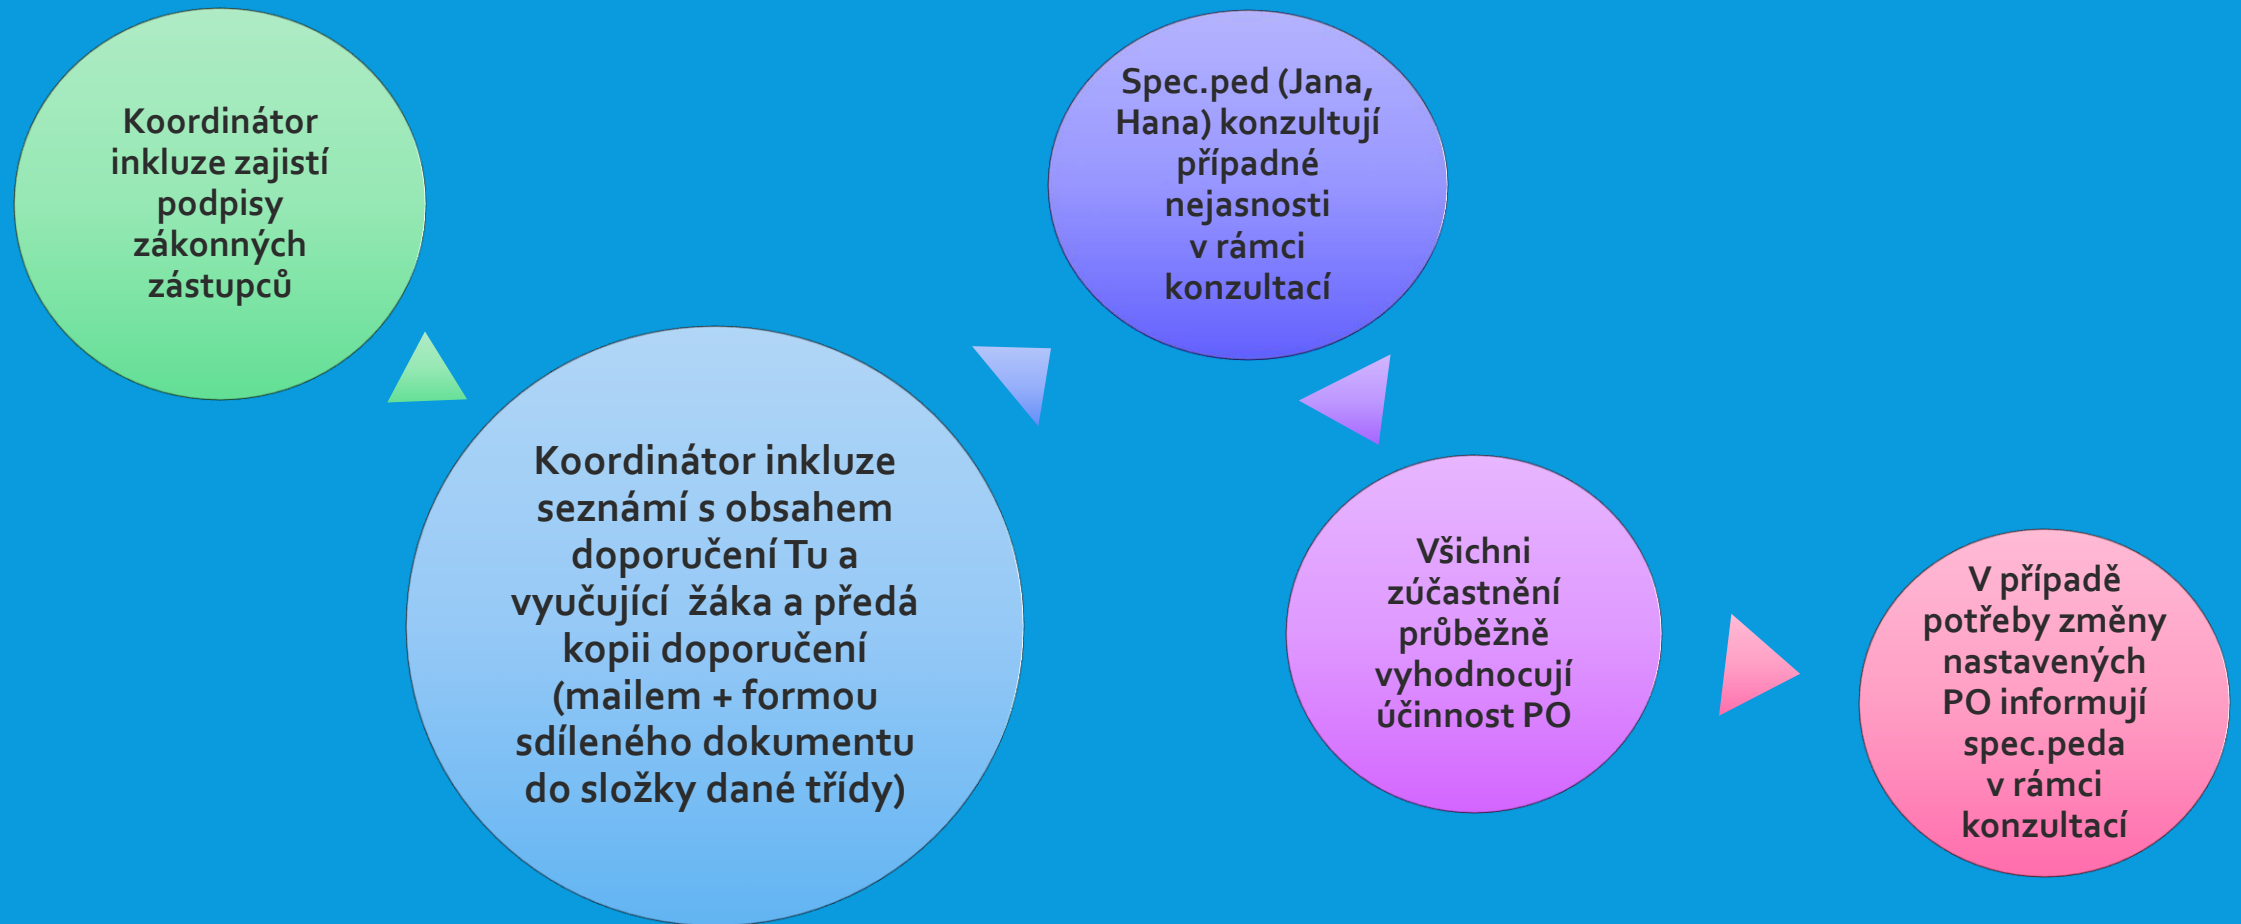 Koordinátor
inkluze zajistí
podpisy
zákonných
zástupců
Koordinátor inkluze
seznámí s obsahem
doporučení Tu a
vyučující  žáka a předá
kopii doporučení
(mailem + formou
sdíleného dokumentu
do složky dané třídy)
Spec.ped (Jana,
Hana) konzultují
případné
nejasnosti
v rámci
konzultací
Všichni
zúčastnění
průběžně
vyhodnocují
účinnost PO
V případě
potřeby změny
nastavených
PO informují
spec.peda
v rámci
konzultací